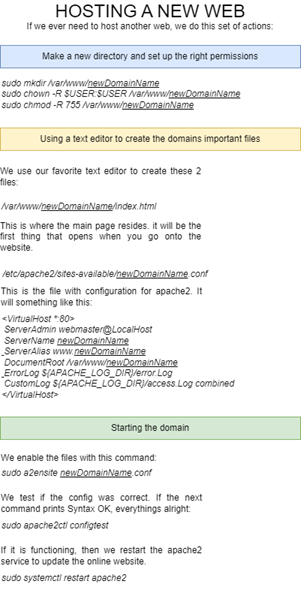 HOSTING A NEW WEB
If we ever need to host another web, we do this set of actions:
Make a new directory and set up the right permissions
sudo mkdir /var/www/newDomainName
sudo chown -R $USER:$USER /var/www/newDomainName
sudo chmod -R 755 /var/www/newDomainName
Using a text editor to create the domains important files
We use our favorite text editor to create these 2
files:
/var/www/newDomainName/index.html
This is where the main page resides. it will be the
first thing that opens when you go onto the
website.
/etc/apache2/sites-available/newDomainName.conf
This is the file with configuration for apache2. It
will something like this:
<VirtualHost *:80>
ServerAdmin webmaster@LocalHost
ServerName newDomainName
ServerAlias www.newDomainName
DocumentRoot /var/www/newDomainName
ErrorLog ${APACHE_LOG_DIR}/error.Log
CustomLog ${APACHE_LOG_DIR}/access.Log combined
</VirtualHost>
Starting the domain
We enable the files with this command:
sudo a2ensite newDomainName.conf
We test if the config was correct. If the next
command prints Syntax OK, everythings alright:
sudo apache2ctl configtest
If it is functioning, then we restart the apache2
service to update the online website.
sudo systemctl restart apache2